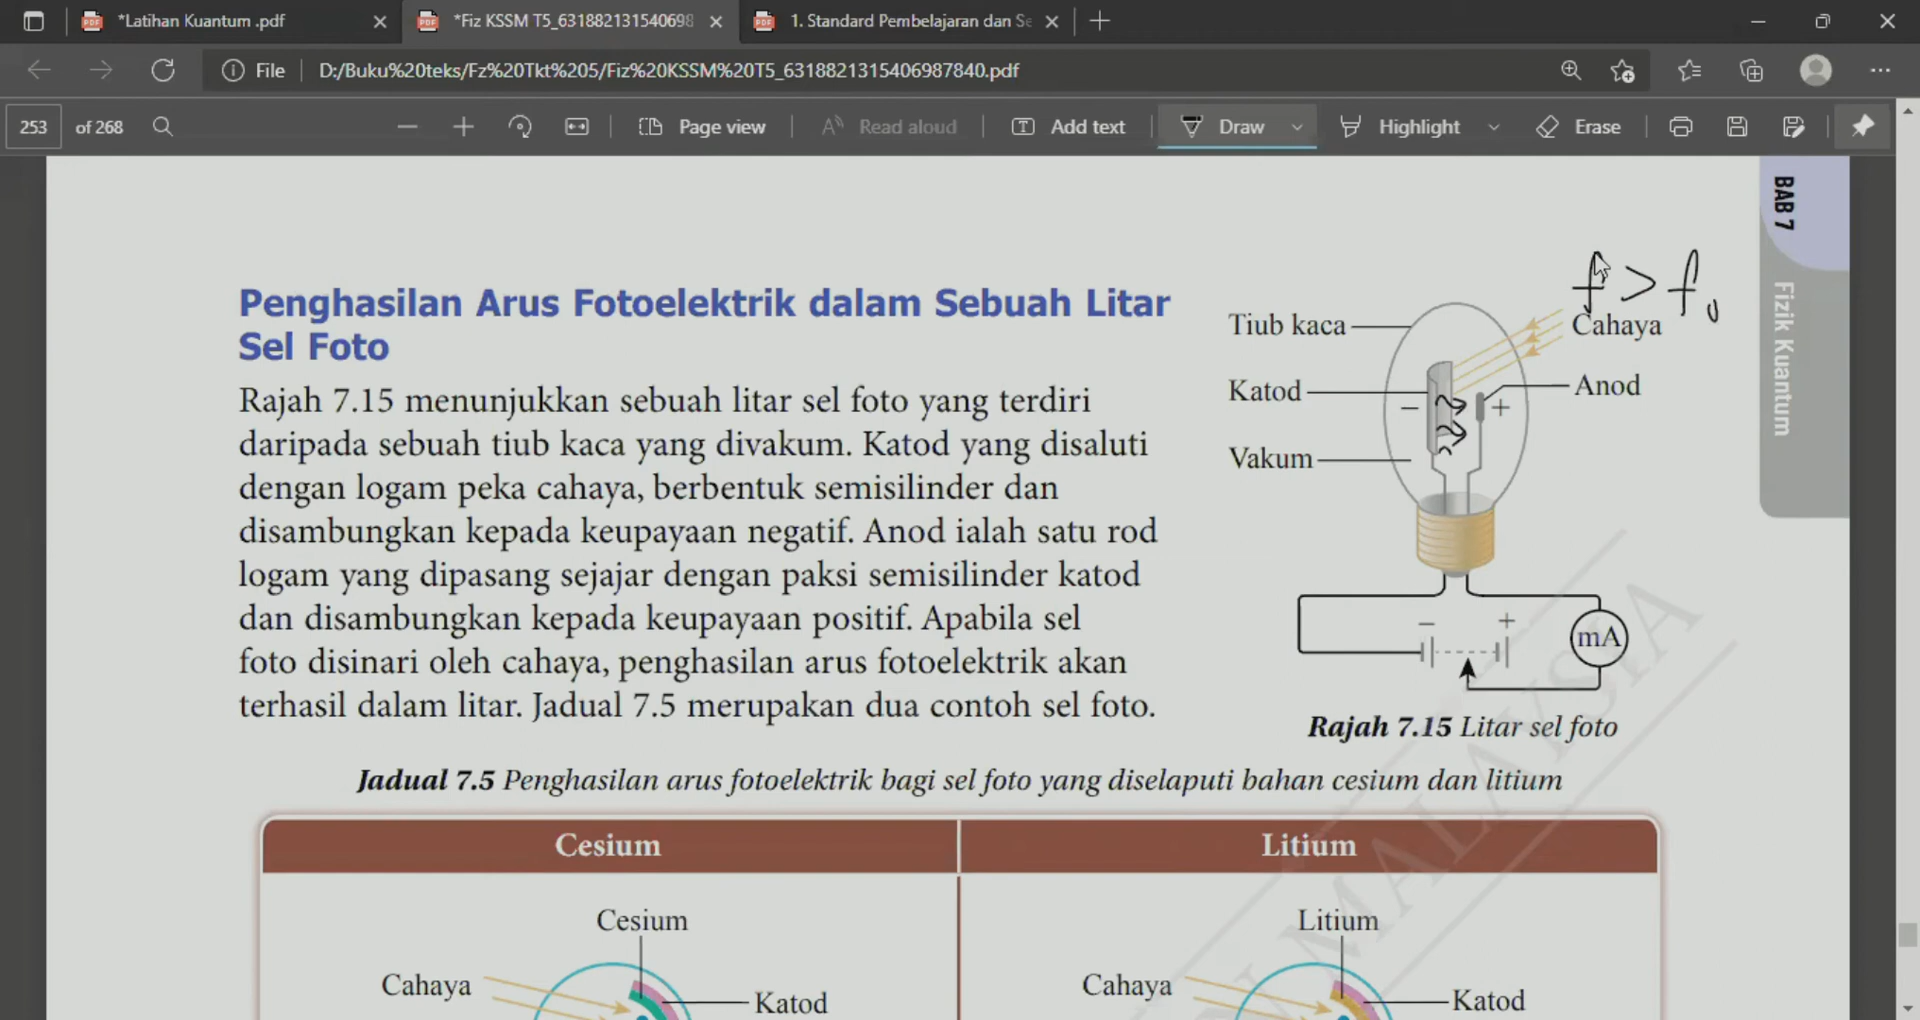 *Latihan Kuantum .pdf
*Fiz KSSM T5_631882131540698
1. Standard Pembelajaran dan Se
File
D:/Buku%20teks/Fz%20Tkt%205/Fiz%20KSSM%20T5_6318821315406987840.pdf
253 of 268
Page view
Read aloud
Add text
Draw
Highlight
Erase
BAB 7
Fizik Kuantum
Penghasilan Arus Fotoelektrik dalam Sebuah Litar
Sel Foto
Rajah 7.15 menunjukkan sebuah litar sel foto yang terdiri
daripada sebuah tiub kaca yang divakum. Katod yang disaluti
dengan logam peka cahaya, berbentuk semisilinder dan
disambungkan kepada keupayaan negatif. Anod ialah satu rod
logam yang dipasang sejajar dengan paksi semisilinder katod
dan disambungkan kepada keupayaan positif. Apabila sel
foto disinari oleh cahaya, penghasilan arus fotoelektrik akan
terhasil dalam litar. Jadual 7.5 merupakan dua contoh sel foto.
f > f₀
Tiub kaca
Cahaya
Katod
Anod
− +
Vakum
− +
mA
Rajah 7.15 Litar sel foto
Jadual 7.5 Penghasilan arus fotoelektrik bagi sel foto yang diselaputi bahan cesium dan litium
Cesium
Litium
Cesium
Cahaya
Katod
Litium
Cahaya
Katod
N MALAYSIA